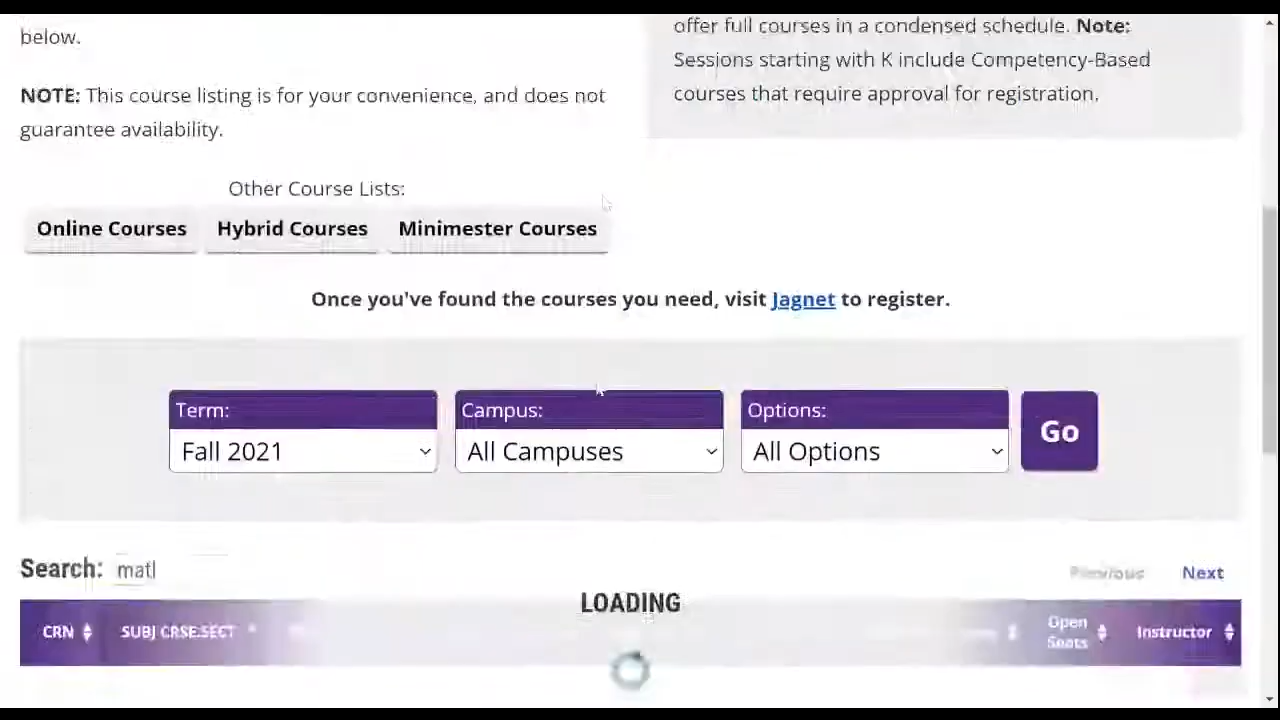 below.
NOTE: This course listing is for your convenience, and does not
guarantee availability.
offer full courses in a condensed schedule. Note:
Sessions starting with K include Competency-Based
courses that require approval for registration.
Other Course Lists:
Online Courses Hybrid Courses Minimester Courses
Once you've found the courses you need, visit Jagnet to register.
Term: Campus: Options:
Fall 2021 All Campuses All Options Go
Search: mat
Previous Next
LOADING
CRN SUBJ CRSE.SECT Open Seats Instructor